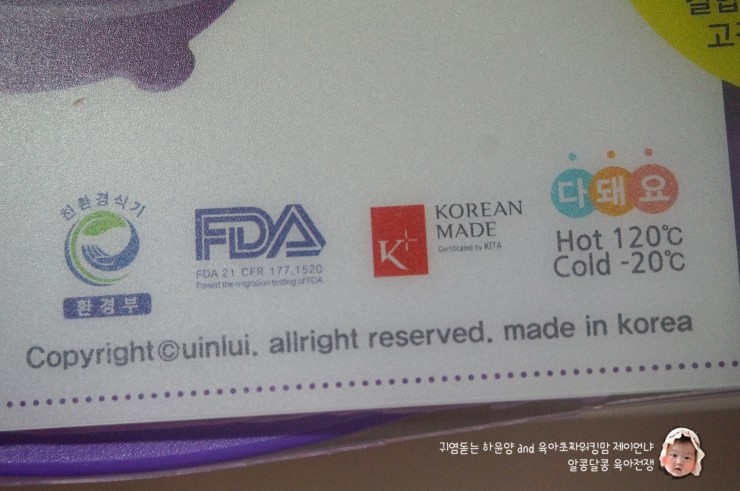 고
친환경식기
환경부
FDA
FDA 21 CFR 177.1520
Passed the migration testing of FDA
K+
KOREAN
MADE
Certificated by KITA
다돼요
Hot 120℃
Cold -20℃
Copyright©uinlui. allright reserved. made in korea
귀염돋는 하윤양 and 육아초짜워킹맘 제이언냐
알콩달콩 육아전쟁